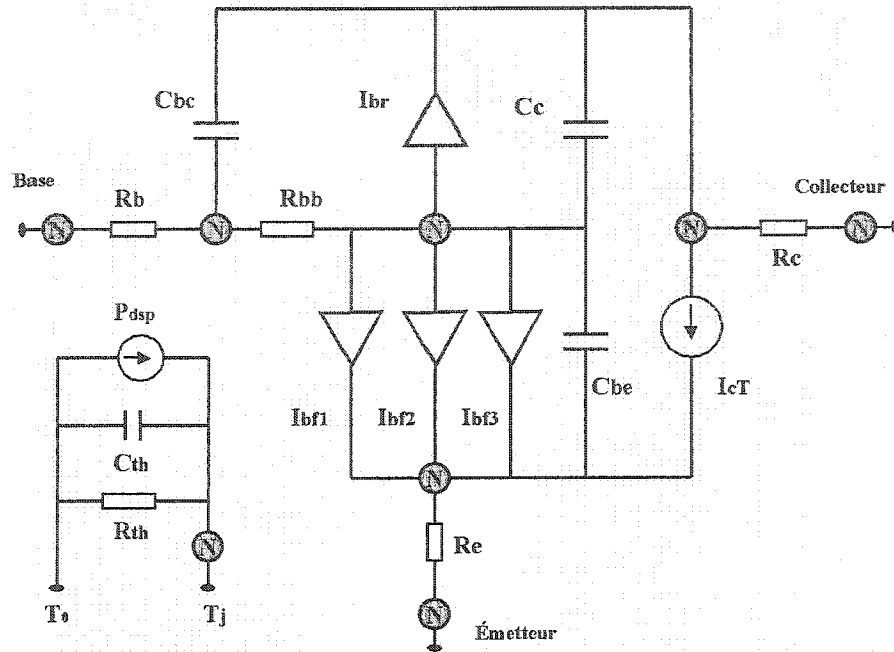 Cbc
Ibr
Cc
Base
Rb
N
N
Rbb
N
N
Collecteur
N
Rc
Pdsp
Ibf1
Ibf2
Ibf3
Cbe
IcT
Cth
Rth
N
N
Re
T0
Tj
N
Émetteur